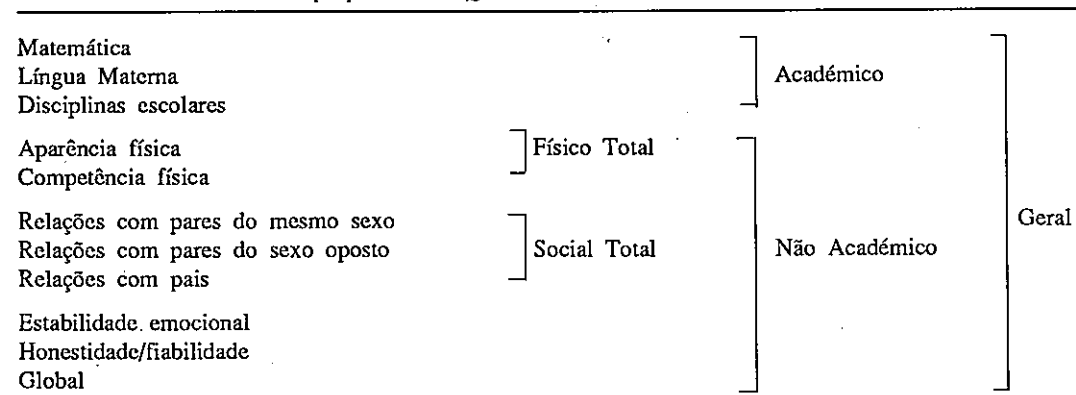 Matemática
Língua Materna
Disciplinas escolares
Académico
Aparência física
Competência física
Físico Total
Relações com pares do mesmo sexo
Relações com pares do sexo oposto
Relações com pais
Social Total
Não Académico
Geral
Estabilidade emocional
Honestidade/fiabilidade
Global